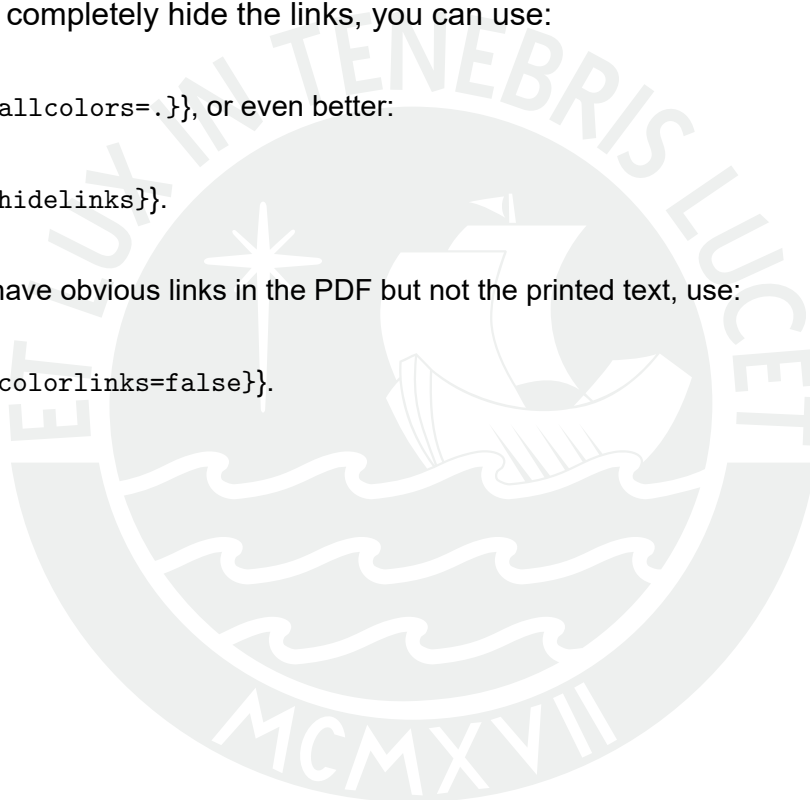 completely hide the links, you can use:
allcolors=.}}, or even better:
hidelinks}}.
have obvious links in the PDF but not the printed text, use:
colorlinks=false}}.
ET LUX IN TENEBRIS LUCET
MCMXVII